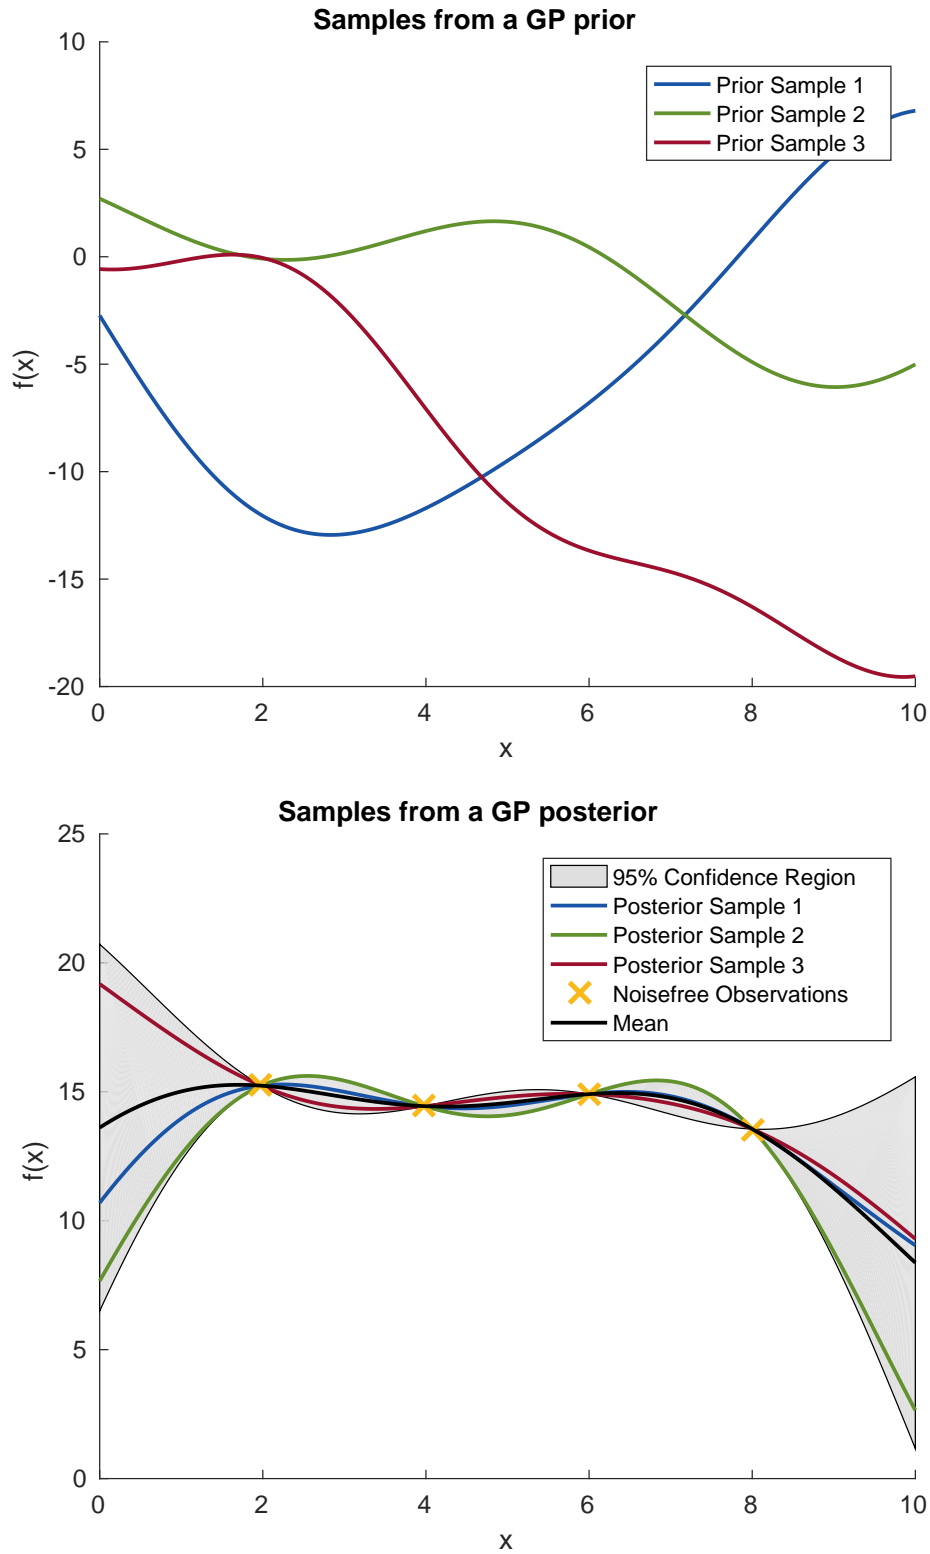 Samples from a GP prior
10
5
0
-5
-10
-15
-20
f(x)
Prior Sample 1
Prior Sample 2
Prior Sample 3
0 2 4 6 8 10
x
Samples from a GP posterior
25
20
15
10
5
0
f(x)
95% Confidence Region
Posterior Sample 1
Posterior Sample 2
Posterior Sample 3
Noisefree Observations
Mean
0 2 4 6 8 10
x